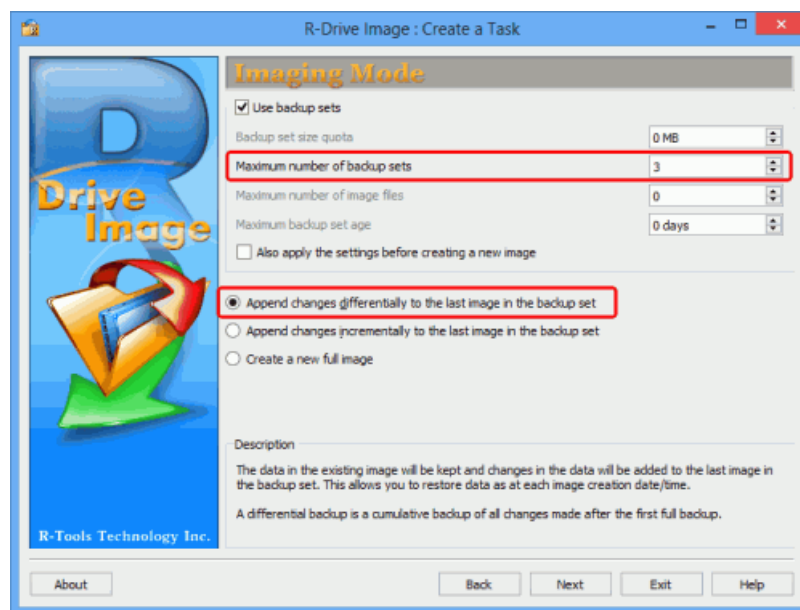 R-Drive Image : Create a Task
R
Drive
Image
R-Tools Technology Inc.
Imaging Mode
Use backup sets
Backup set size quota 0 MB
Maximum number of backup sets 3
Maximum number of image files 0
Maximum backup set age 0 days
Also apply the settings before creating a new image
Append changes differentially to the last image in the backup set
Append changes incrementally to the last image in the backup set
Create a new full image
Description
The data in the existing image will be kept and changes in the data will be added to the last image in
the backup set. This allows you to restore data as at each image creation date/time.
A differential backup is a cumulative backup of all changes made after the first full backup.
About Back Next Exit Help